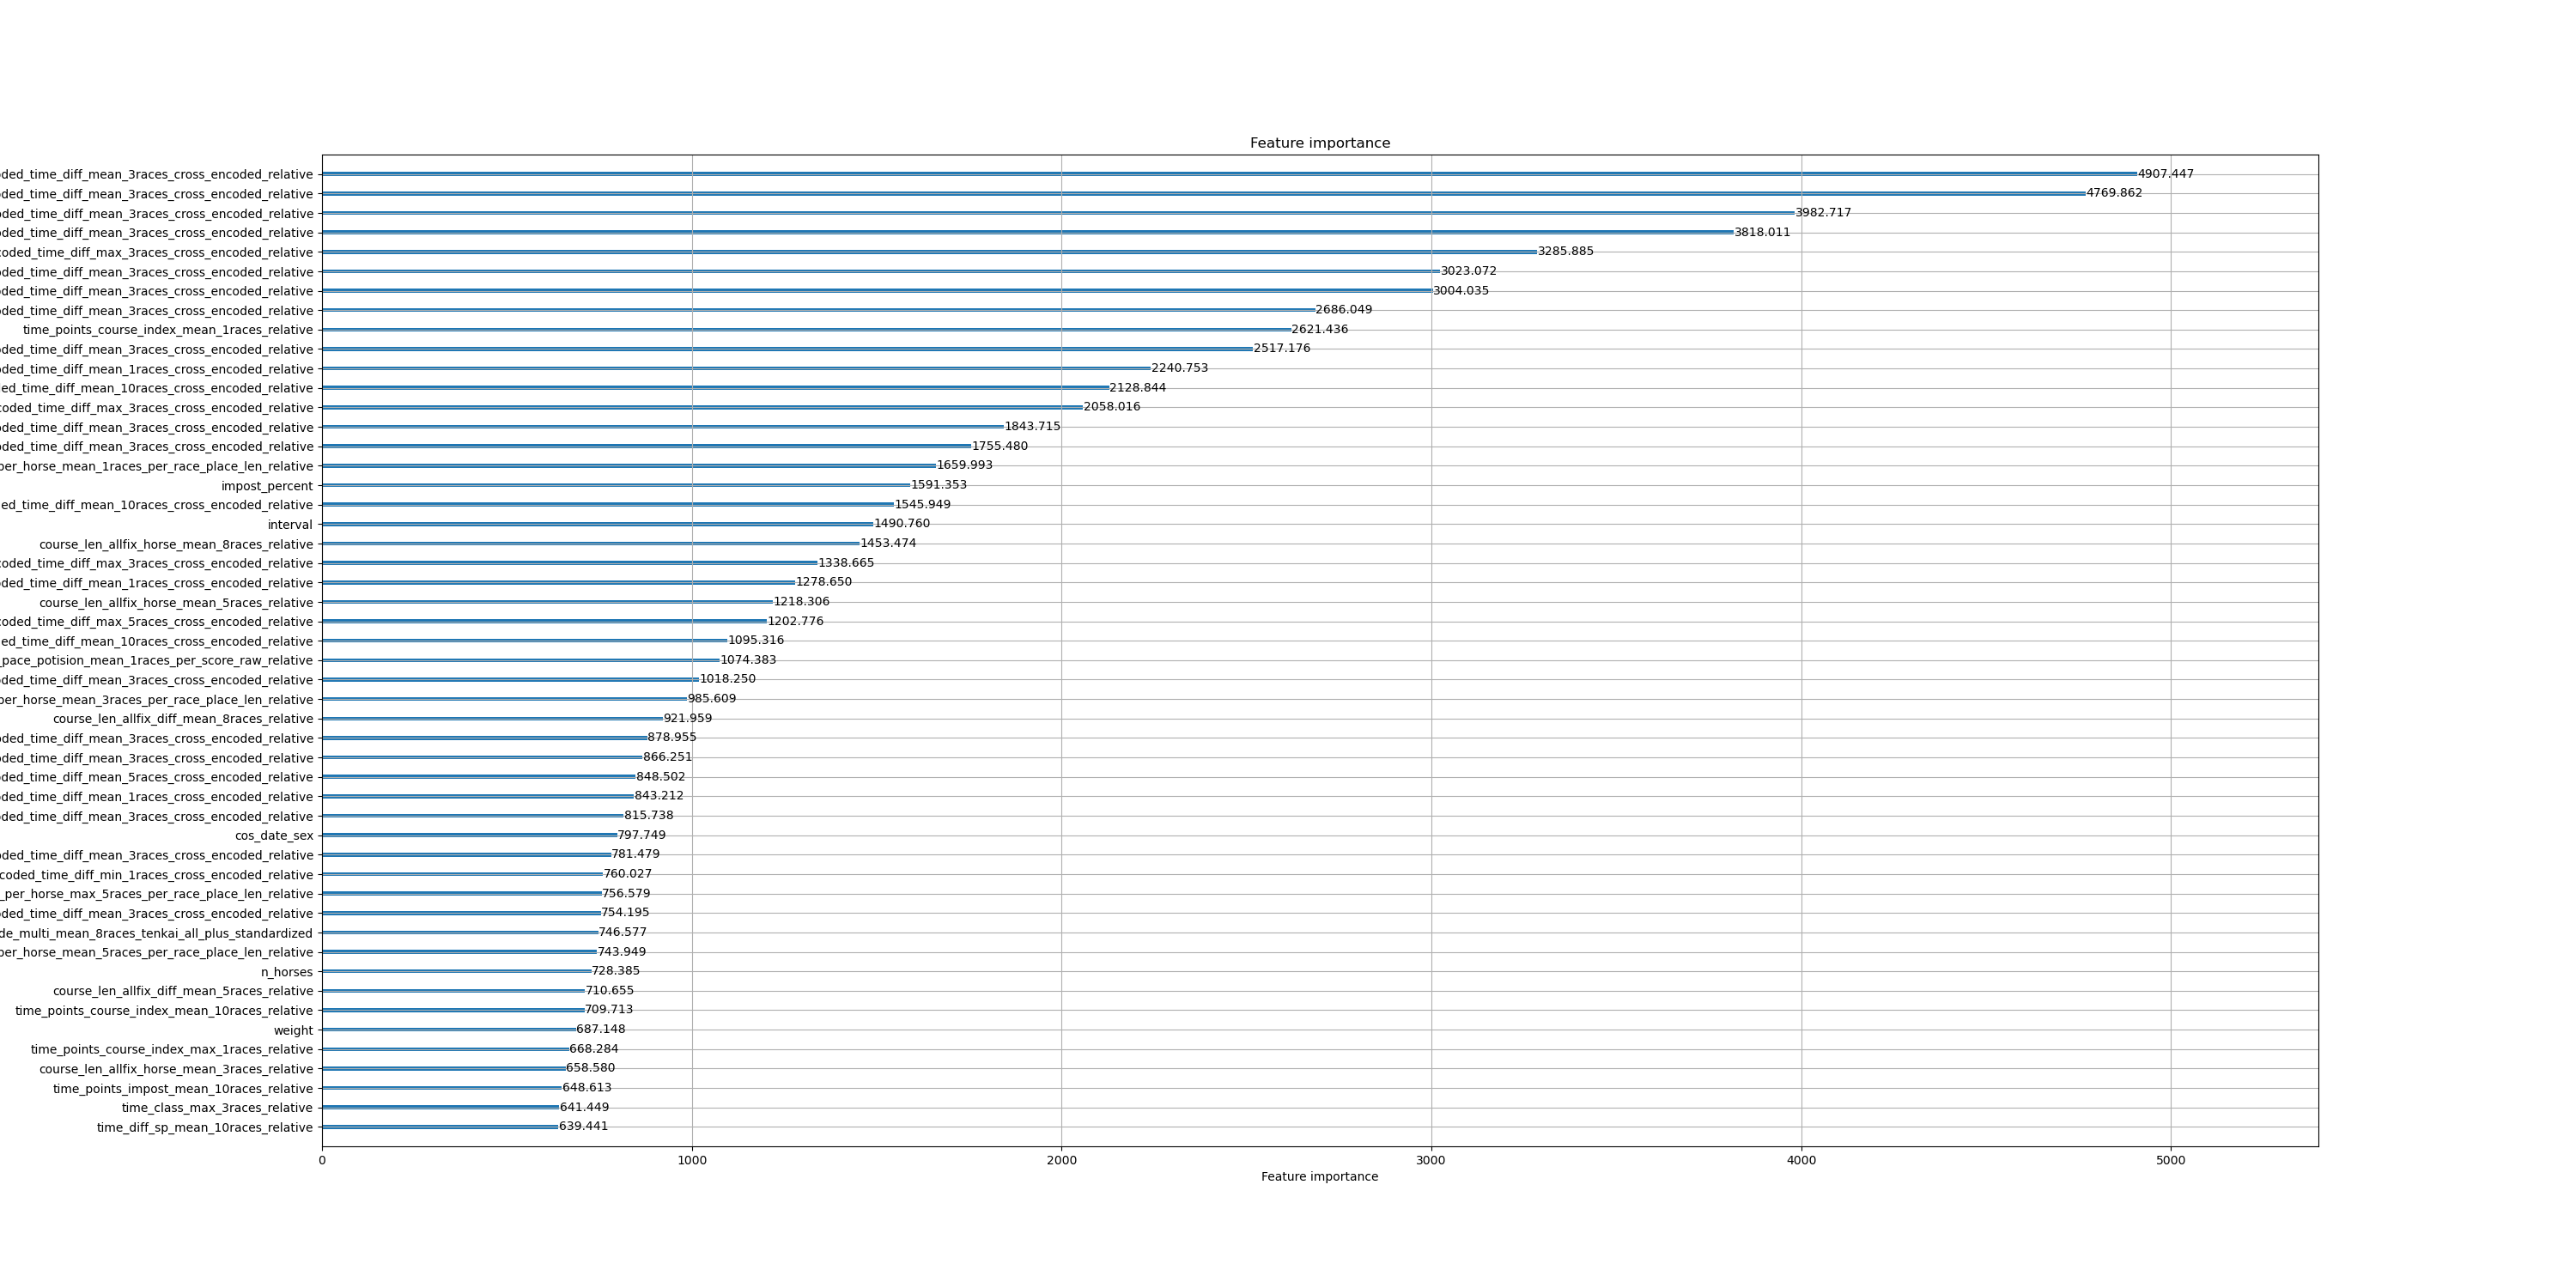 Feature importance
ded_time_diff_mean_3races_cross_encoded_relative 4907.447
ded_time_diff_mean_3races_cross_encoded_relative 4769.862
ded_time_diff_mean_3races_cross_encoded_relative 3982.717
ded_time_diff_mean_3races_cross_encoded_relative 3818.011
coded_time_diff_max_3races_cross_encoded_relative 3285.885
ded_time_diff_mean_3races_cross_encoded_relative 3023.072
ded_time_diff_mean_3races_cross_encoded_relative 3004.035
ded_time_diff_mean_3races_cross_encoded_relative 2686.049
time_points_course_index_mean_1races_relative 2621.436
ded_time_diff_mean_3races_cross_encoded_relative 2517.176
ded_time_diff_mean_1races_cross_encoded_relative 2240.753
ed_time_diff_mean_10races_cross_encoded_relative 2128.844
coded_time_diff_max_3races_cross_encoded_relative 2058.016
ded_time_diff_mean_3races_cross_encoded_relative 1843.715
ded_time_diff_mean_3races_cross_encoded_relative 1755.480
per_horse_mean_1races_per_race_place_len_relative 1659.993
impost_percent 1591.353
ed_time_diff_mean_10races_cross_encoded_relative 1545.949
interval 1490.760
course_len_allfix_horse_mean_8races_relative 1453.474
coded_time_diff_max_3races_cross_encoded_relative 1338.665
ded_time_diff_mean_1races_cross_encoded_relative 1278.650
course_len_allfix_horse_mean_5races_relative 1218.306
coded_time_diff_max_5races_cross_encoded_relative 1202.776
ed_time_diff_mean_10races_cross_encoded_relative 1095.316
_pace_potision_mean_1races_per_score_raw_relative 1074.383
ded_time_diff_mean_3races_cross_encoded_relative 1018.250
per_horse_mean_3races_per_race_place_len_relative 985.609
course_len_allfix_diff_mean_8races_relative 921.959
ded_time_diff_mean_3races_cross_encoded_relative 878.955
ded_time_diff_mean_3races_cross_encoded_relative 866.251
ded_time_diff_mean_5races_cross_encoded_relative 848.502
ded_time_diff_mean_1races_cross_encoded_relative 843.212
ded_time_diff_mean_3races_cross_encoded_relative 815.738
cos_date_sex 797.749
ded_time_diff_mean_3races_cross_encoded_relative 781.479
coded_time_diff_min_1races_cross_encoded_relative 760.027
_per_horse_max_5races_per_race_place_len_relative 756.579
ded_time_diff_mean_3races_cross_encoded_relative 754.195
de_multi_mean_8races_tenkai_all_plus_standardized 746.577
per_horse_mean_5races_per_race_place_len_relative 743.949
n_horses 728.385
course_len_allfix_diff_mean_5races_relative 710.655
time_points_course_index_mean_10races_relative 709.713
weight 687.148
time_points_course_index_max_1races_relative 668.284
course_len_allfix_horse_mean_3races_relative 658.580
time_points_impost_mean_10races_relative 648.613
time_class_max_3races_relative 641.449
time_diff_sp_mean_10races_relative 639.441
0 1000 2000 3000 4000 5000
Feature importance